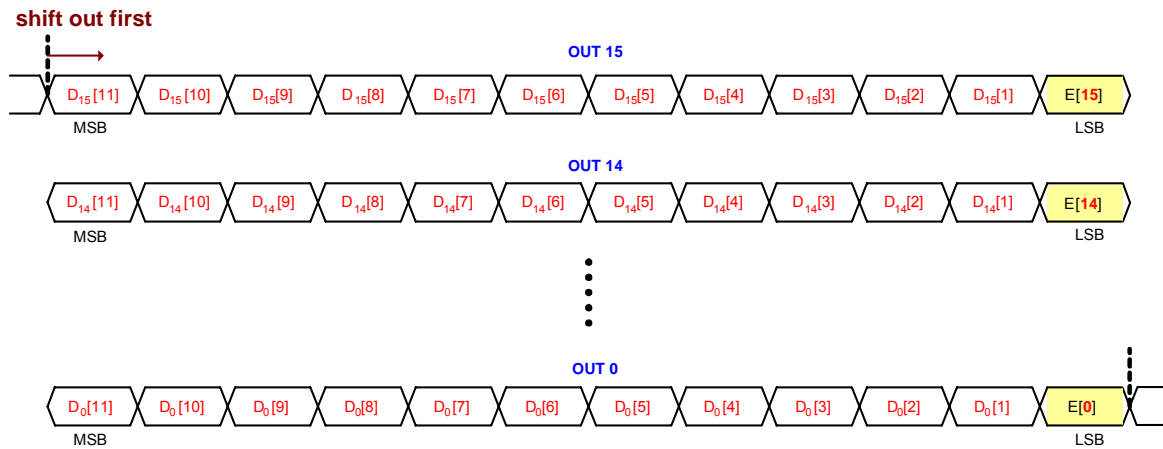 shift out first
OUT 15
D₁₅[11] D₁₅[10] D₁₅[9] D₁₅[8] D₁₅[7] D₁₅[6] D₁₅[5] D₁₅[4] D₁₅[3] D₁₅[2] D₁₅[1] E[15]
MSB LSB
OUT 14
D₁₄[11] D₁₄[10] D₁₄[9] D₁₄[8] D₁₄[7] D₁₄[6] D₁₄[5] D₁₄[4] D₁₄[3] D₁₄[2] D₁₄[1] E[14]
MSB LSB
OUT 0
D₀[11] D₀[10] D₀[9] D₀[8] D₀[7] D₀[6] D₀[5] D₀[4] D₀[3] D₀[2] D₀[1] E[0]
MSB LSB